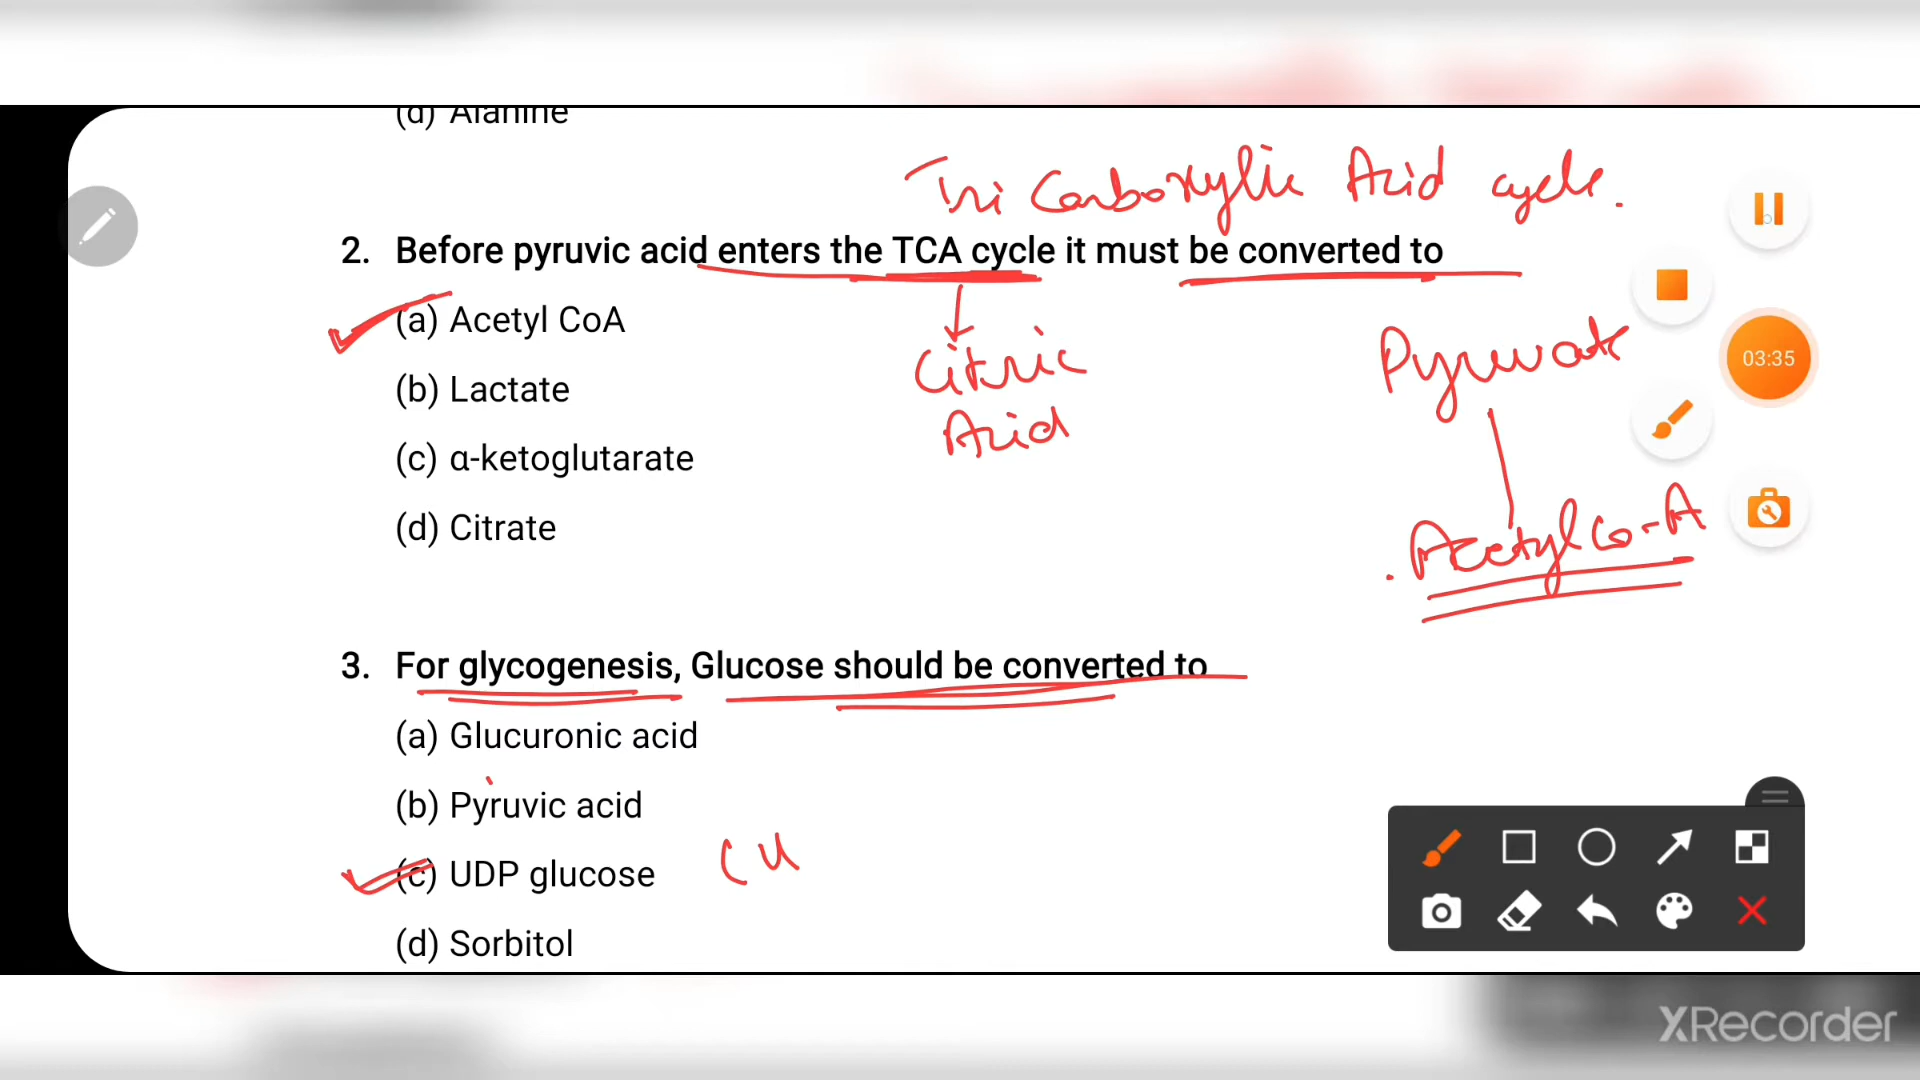 (d) Alanine
Tri Carboxylic Acid cycle.
2. Before pyruvic acid enters the TCA cycle it must be converted to
(a) Acetyl CoA
(b) Lactate
(c) α-ketoglutarate
(d) Citrate
Citric
Acid
Pyruvate
Acetyl Co-A
03:35
3. For glycogenesis, Glucose should be converted to
(a) Glucuronic acid
(b) Pyruvic acid
(c) UDP glucose (U
(d) Sorbitol
XRecorder